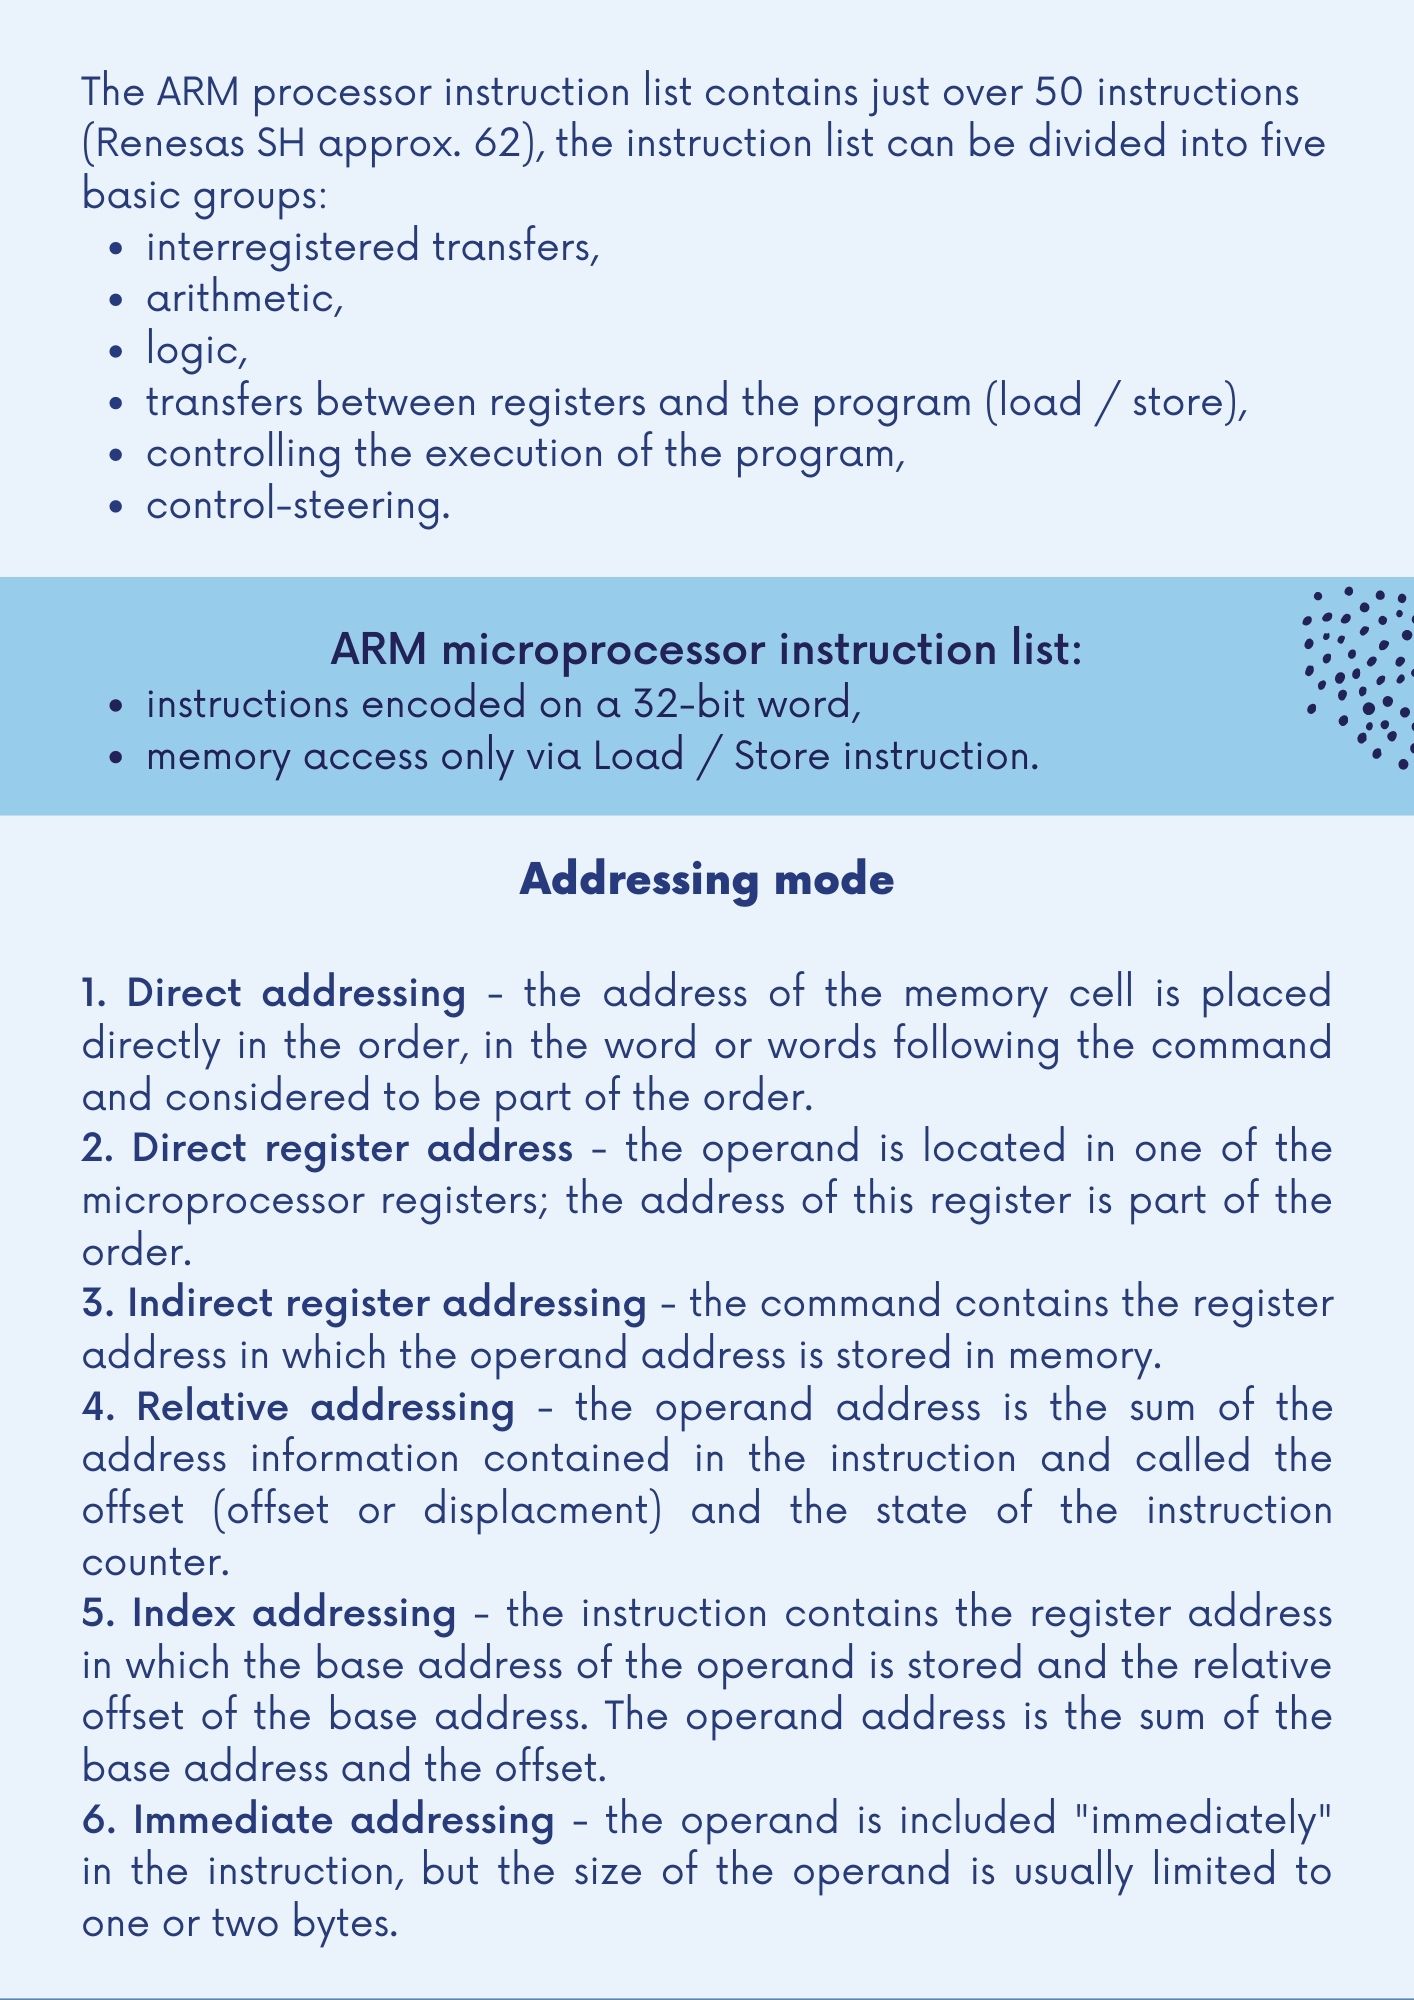 The ARM processor instruction list contains just over 50 instructions
(Renesas SH approx. 62), the instruction list can be divided into five
basic groups:
• interregistered transfers,
• arithmetic,
• logic,
• transfers between registers and the program (load / store),
• controlling the execution of the program,
• control-steering.
ARM microprocessor instruction list:
• instructions encoded on a 32-bit word,
• memory access only via Load / Store instruction.
Addressing mode
1. Direct addressing - the address of the memory cell is placed
directly in the order, in the word or words following the command
and considered to be part of the order.
2. Direct register address - the operand is located in one of the
microprocessor registers; the address of this register is part of the
order.
3. Indirect register addressing - the command contains the register
address in which the operand address is stored in memory.
4. Relative addressing - the operand address is the sum of the
address information contained in the instruction and called the
offset (offset or displacment) and the state of the instruction
counter.
5. Index addressing - the instruction contains the register address
in which the base address of the operand is stored and the relative
offset of the base address. The operand address is the sum of the
base address and the offset.
6. Immediate addressing - the operand is included "immediately"
in the instruction, but the size of the operand is usually limited to
one or two bytes.